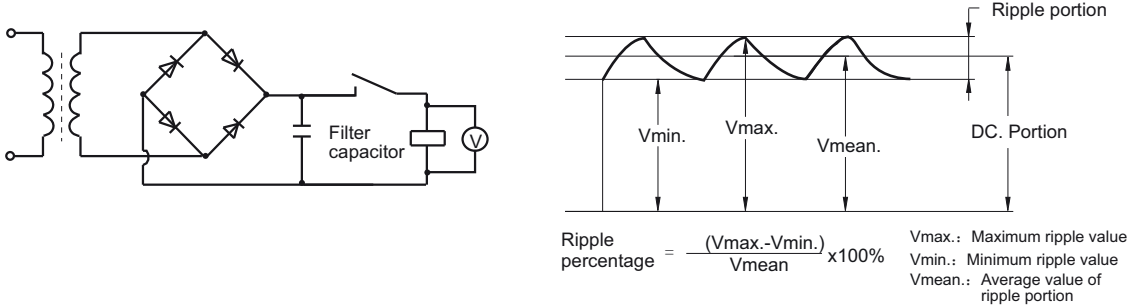 Filter
capacitor
V
Ripple portion
Vmin.
Vmax.
Vmean.
DC. Portion
Ripple
percentage = (Vmax.-Vmin.)
Vmean
x100%
Vmax.: Maximum ripple value
Vmin.: Minimum ripple value
Vmean.: Average value of
ripple portion